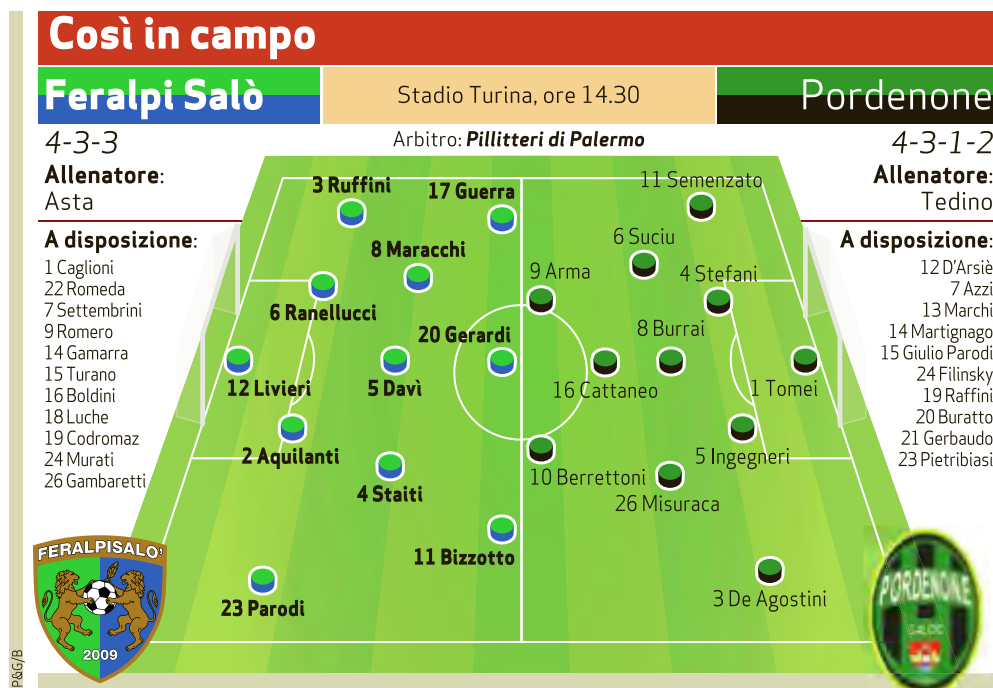 Così in campo
Feralpi Salò
Stadio Turina, ore 14.30
Pordenone
4-3-3
Arbitro: Pillitteri di Palermo
4-3-1-2
Allenatore:
Asta
Allenatore:
Tedino
A disposizione:
1 Caglioni
22 Romeda
7 Settembrini
9 Romero
14 Gamarra
15 Turano
16 Boldini
18 Luche
19 Codromaz
24 Murati
26 Gambaretti
A disposizione:
12 D'Arsiè
7 Azzi
13 Marchi
14 Martignago
15 Giulio Parodi
24 Filinsky
19 Raffini
20 Buratto
21 Gerbaudo
23 Pietribiasi
3 Ruffini
17 Guerra
8 Maracchi
6 Ranellucci
20 Gerardi
12 Livieri
5 Davì
2 Aquilanti
4 Staiti
11 Bizzotto
23 Parodi
11 Semenzato
6 Suciu
9 Arma
4 Stefani
8 Burrai
16 Cattaneo
1 Tomei
5 Ingegneri
10 Berrettoni
26 Misuraca
3 De Agostini
FERALPISALO'
2009
PORDENONE
CALCIO
P&G/B